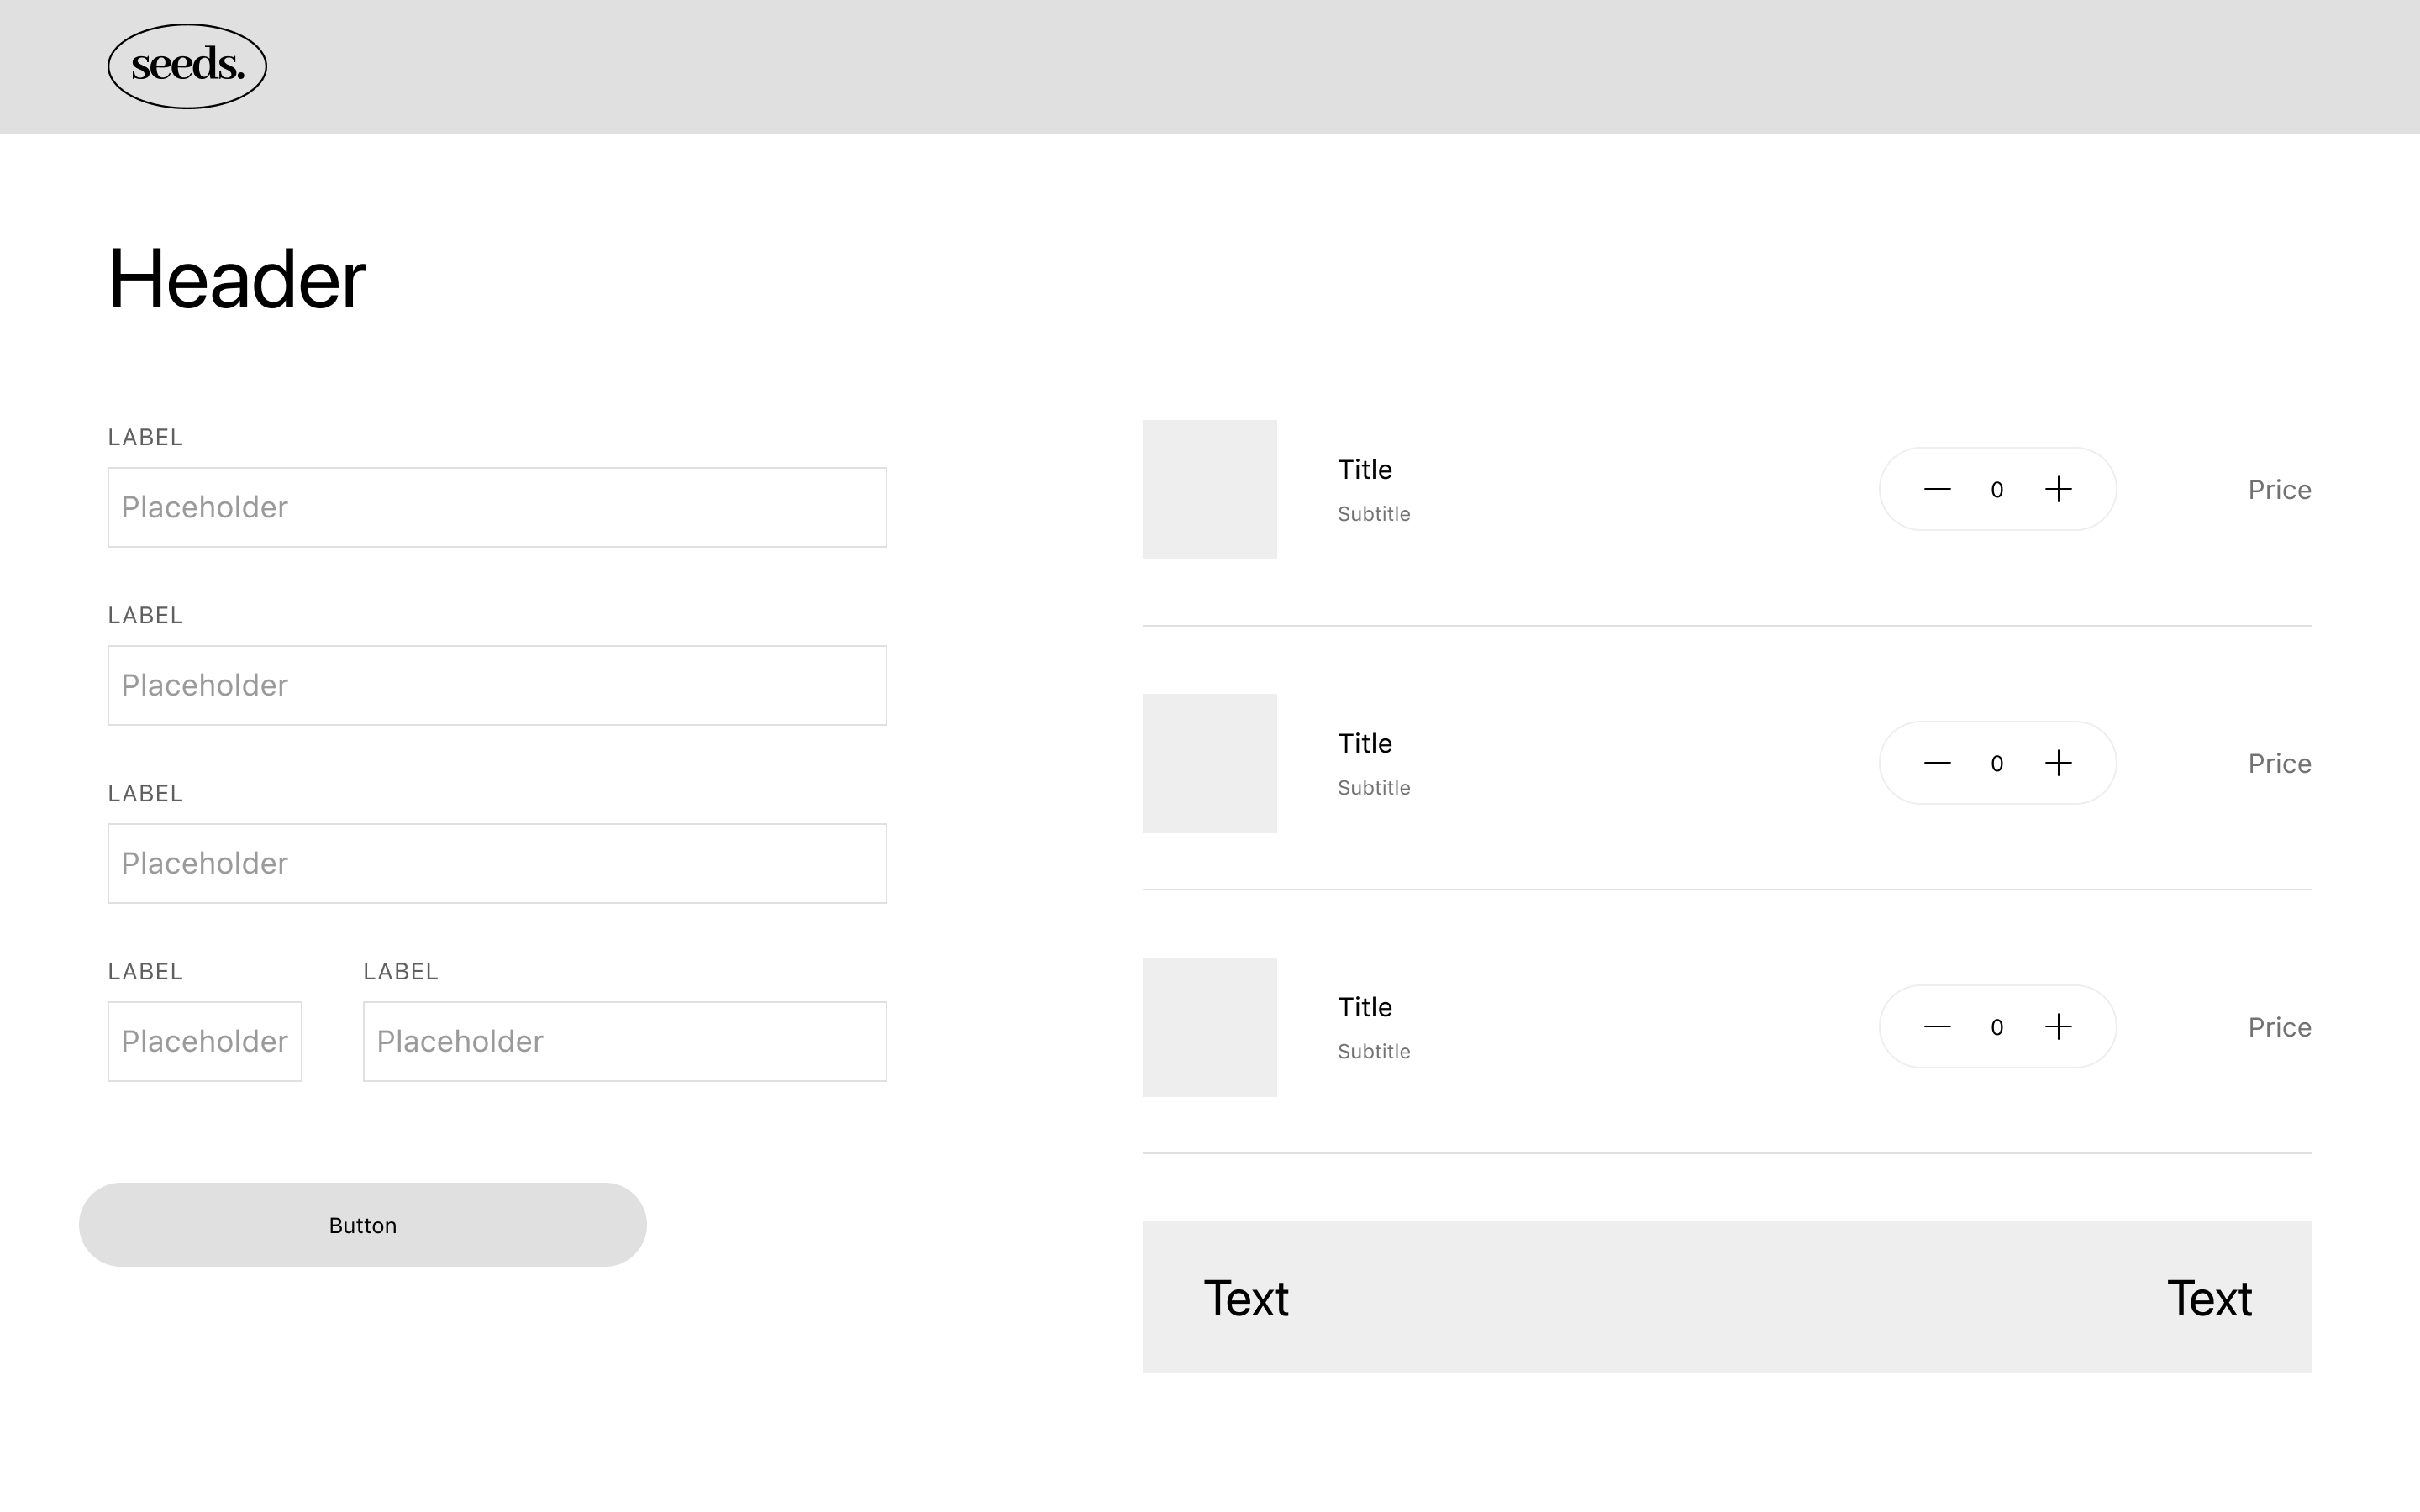 seeds.
Header
LABEL
Placeholder
LABEL
Placeholder
LABEL
Placeholder
LABEL
Placeholder
LABEL
Placeholder
Button
Title
Subtitle
0
Price
Title
Subtitle
0
Price
Title
Subtitle
0
Price
Text
Text